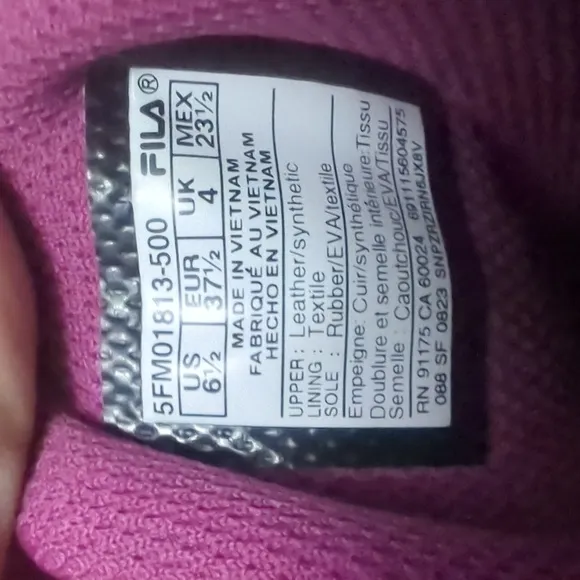 5FM01813-500 FILA®
US EUR UK MEX
6½ 37½ 4 23½
MADE IN VIETNAM
FABRIQUÉ AU VIETNAM
HECHO EN VIETNAM
UPPER : Leather/synthetic
LINING : Textile
SOLE : Rubber/EVA/textile
Empeigne: Cuir/synthétique
Doublure et semelle intérieure:Tissu
Semelle : Caoutchouc/EVA/Tissu
RN 91175 CA 60024 6911115604575
088 SF 0823